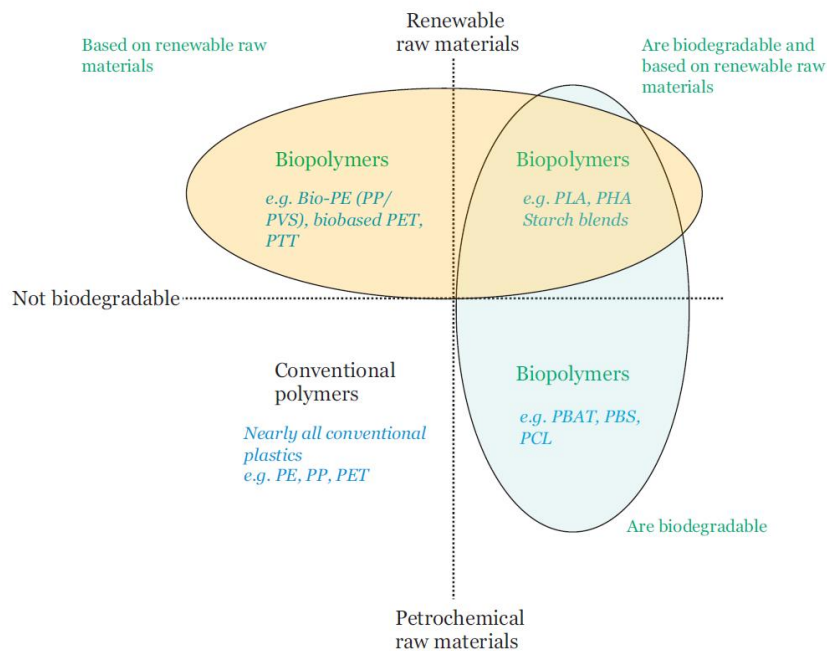 Renewable
raw materials
Based on renewable raw
materials
Are biodegradable and
based on renewable raw
materials
Biopolymers
e.g. Bio-PE (PP/
PVS), biobased PET,
PTT
Biopolymers
e.g. PLA, PHA
Starch blends
Not biodegradable
Conventional
polymers
Nearly all conventional
plastics
e.g. PE, PP, PET
Biopolymers
e.g. PBAT, PBS,
PCL
Are biodegradable
Petrochemical
raw materials